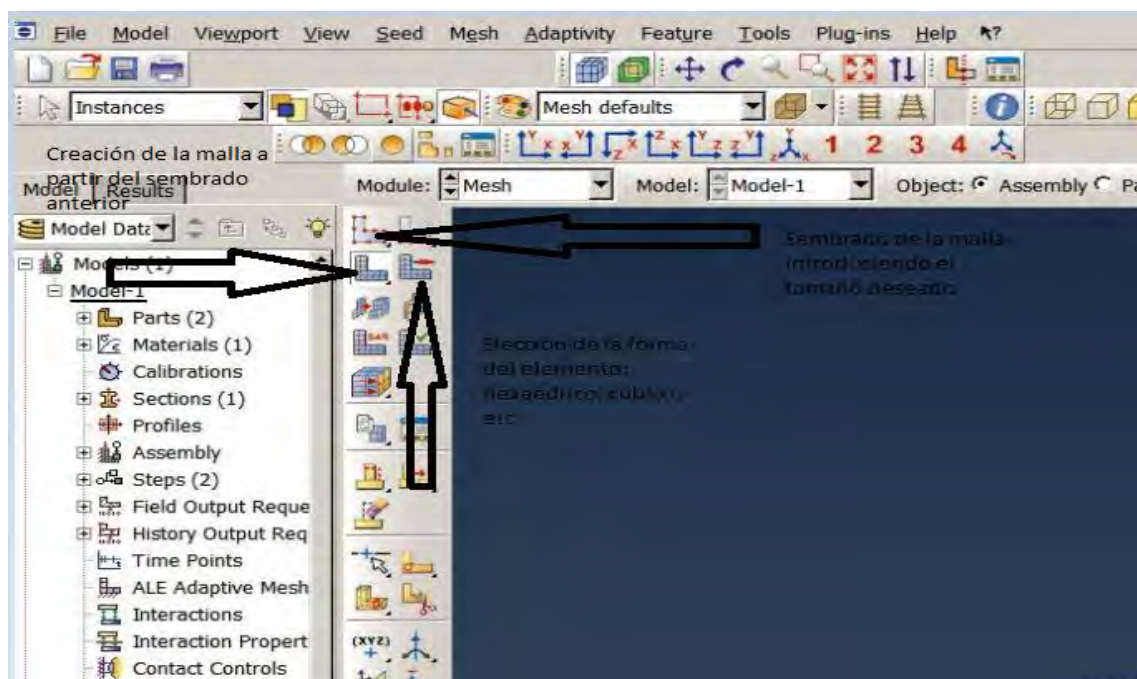 File Model Viewport View Seed Mesh Adaptivity Feature Tools Plug-ins Help
Instances Mesh defaults
1 2 3 4
Creación de la malla a
partir del sembrado
anterior
Model Results Module: Mesh Model: Model-1 Object: Assembly
Model Data
Sembrado de la malla
introduciendo el
tamaño deseado
Models (1)
Model-1
Parts (2)
Materials (1)
Calibrations
Sections (1)
Profiles
Assembly
Steps (2)
Field Output Reque
History Output Req
Time Points
ALE Adaptive Mesh
Interactions
Interaction Propert
Contact Controls
Elección de la forma
del elemento:
etc
(XYZ)